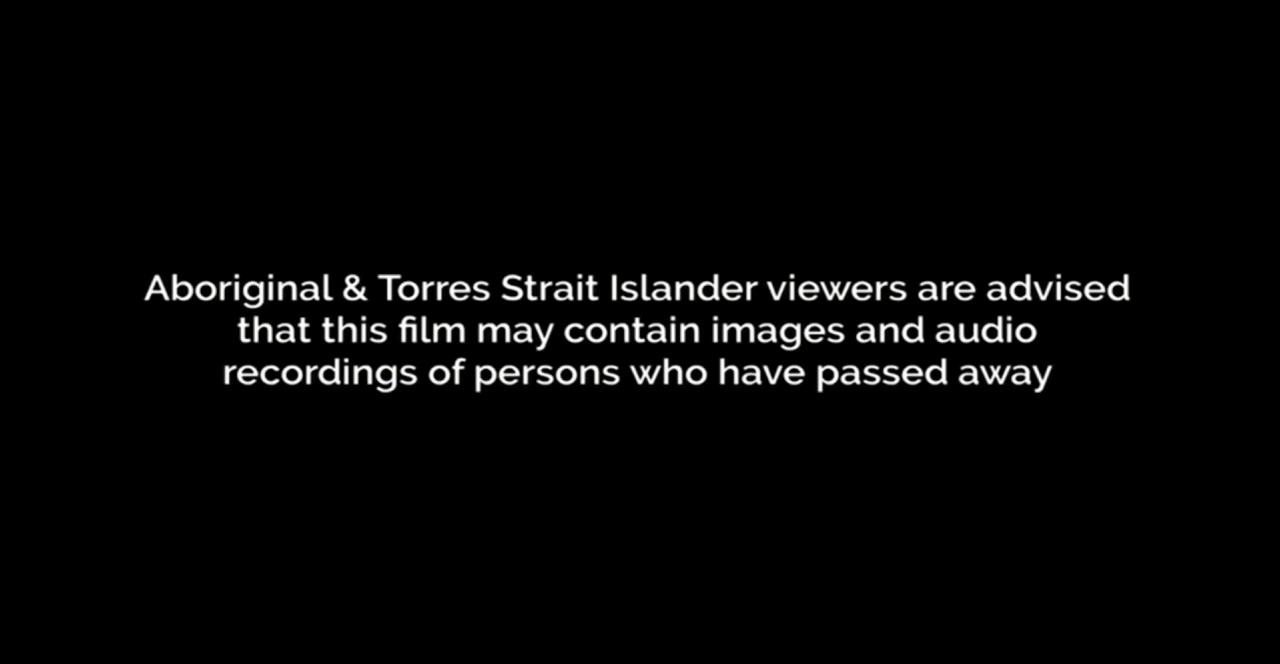 Aboriginal & Torres Strait Islander viewers are advised
that this film may contain images and audio
recordings of persons who have passed away